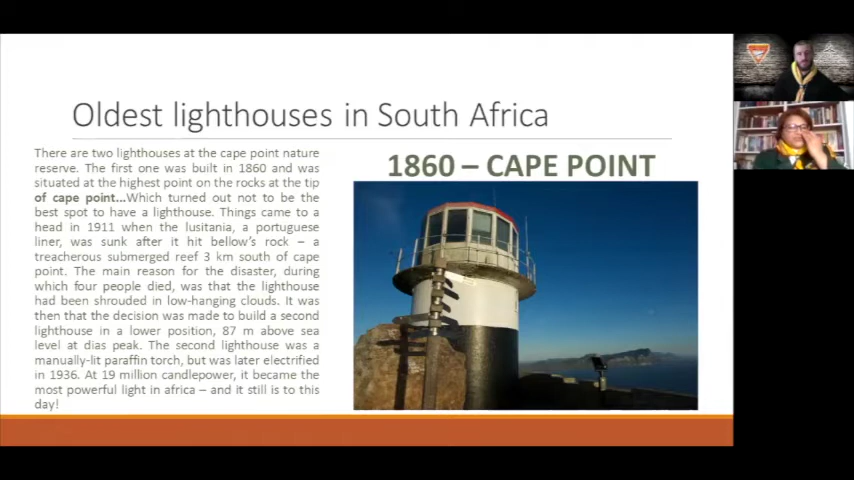 Oldest lighthouses in South Africa
There are two lighthouses at the cape point nature
reserve. The first one was built in 1860 and was
situated at the highest point on the rocks at the tip
of cape point...Which turned out not to be the
best spot to have a lighthouse. Things came to a
head in 1911 when the lusitania, a portuguese
liner, was sunk after it hit bellow's rock – a
treacherous submerged reef 3 km south of cape
point. The main reason for the disaster, during
which four people died, was that the lighthouse
had been shrouded in low-hanging clouds. It was
then that the decision was made to build a second
lighthouse in a lower position, 87 m above sea
level at dias peak. The second lighthouse was a
manually-lit paraffin torch, but was later electrified
in 1936. At 19 million candlepower, it became the
most powerful light in africa – and it still is to this
day!
1860 – CAPE POINT